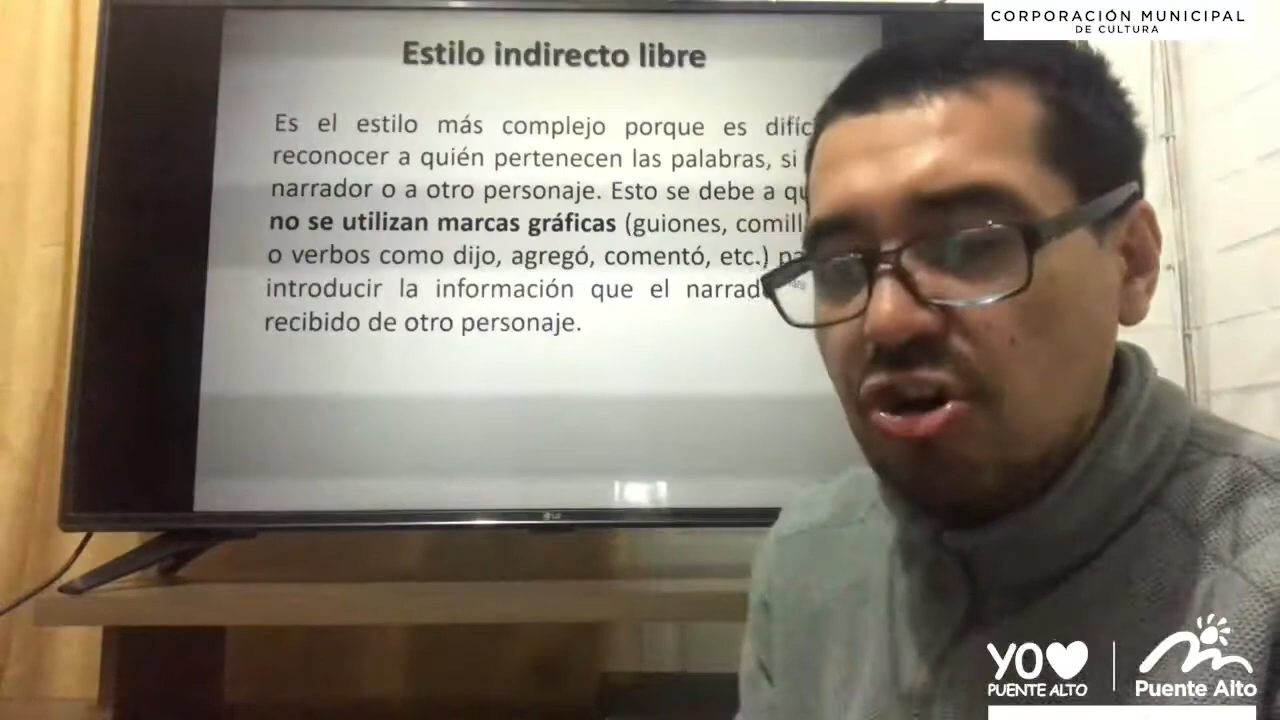 CORPORACIÓN MUNICIPAL
DE CULTURA
Estilo indirecto libre
Es el estilo más complejo porque es
reconocer a quién pertenecen las palabras, si
narrador o a otro personaje. Esto se debe a
no se utilizan marcas gráficas (guiones,
o verbos como dijo, agregó, comentó, etc.)
introducir la información que el
recibido de otro personaje.
LG
YO
PUENTE ALTO
Puente Alto